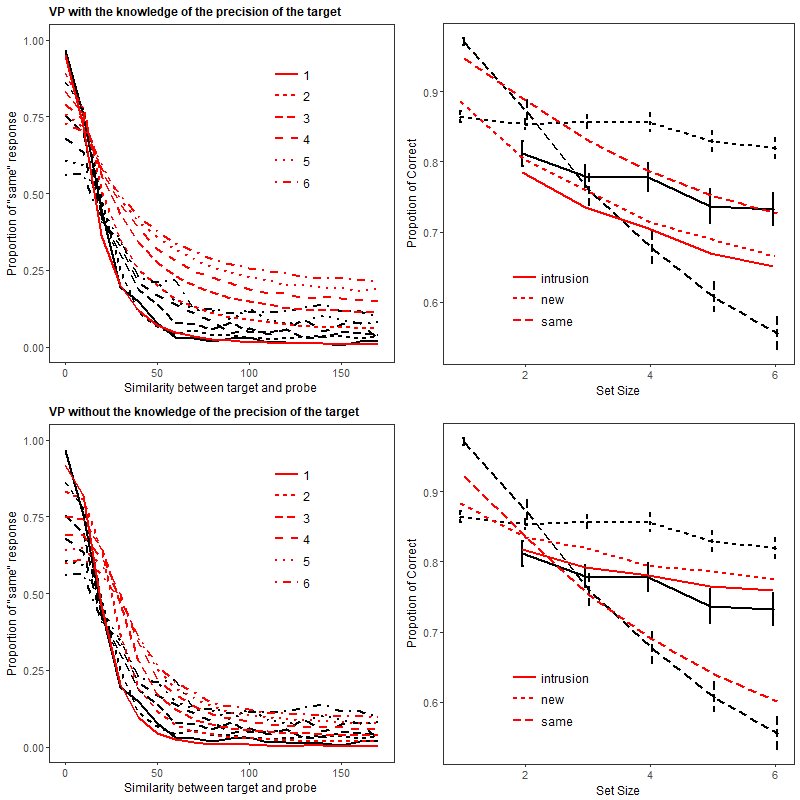 VP with the knowledge of the precision of the target
1.00
0.75
0.50
0.25
0.00
Proportion of "same" response
0
50
100
150
Similarity between target and probe
1
2
3
4
5
6
0.9
0.8
0.7
0.6
Propotion of Correct
2
4
6
Set Size
intrusion
new
same
VP without the knowledge of the precision of the target
1.00
0.75
0.50
0.25
0.00
Proportion of "same" response
0
50
100
150
Similarity between target and probe
1
2
3
4
5
6
0.9
0.8
0.7
0.6
Propotion of Correct
2
4
6
Set Size
intrusion
new
same